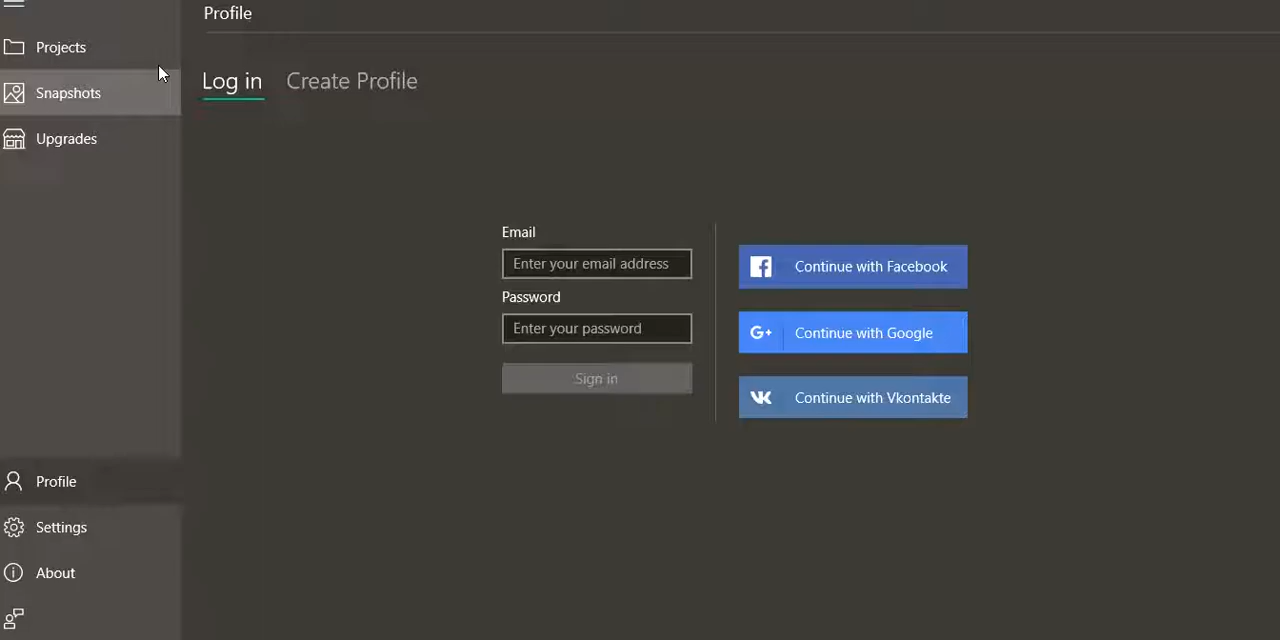 Profile
Projects
Snapshots
Upgrades
Log in
Create Profile
Email
Enter your email address
Password
Enter your password
Sign in
Continue with Facebook
G+
Continue with Google
Continue with Vkontakte
Profile
Settings
About